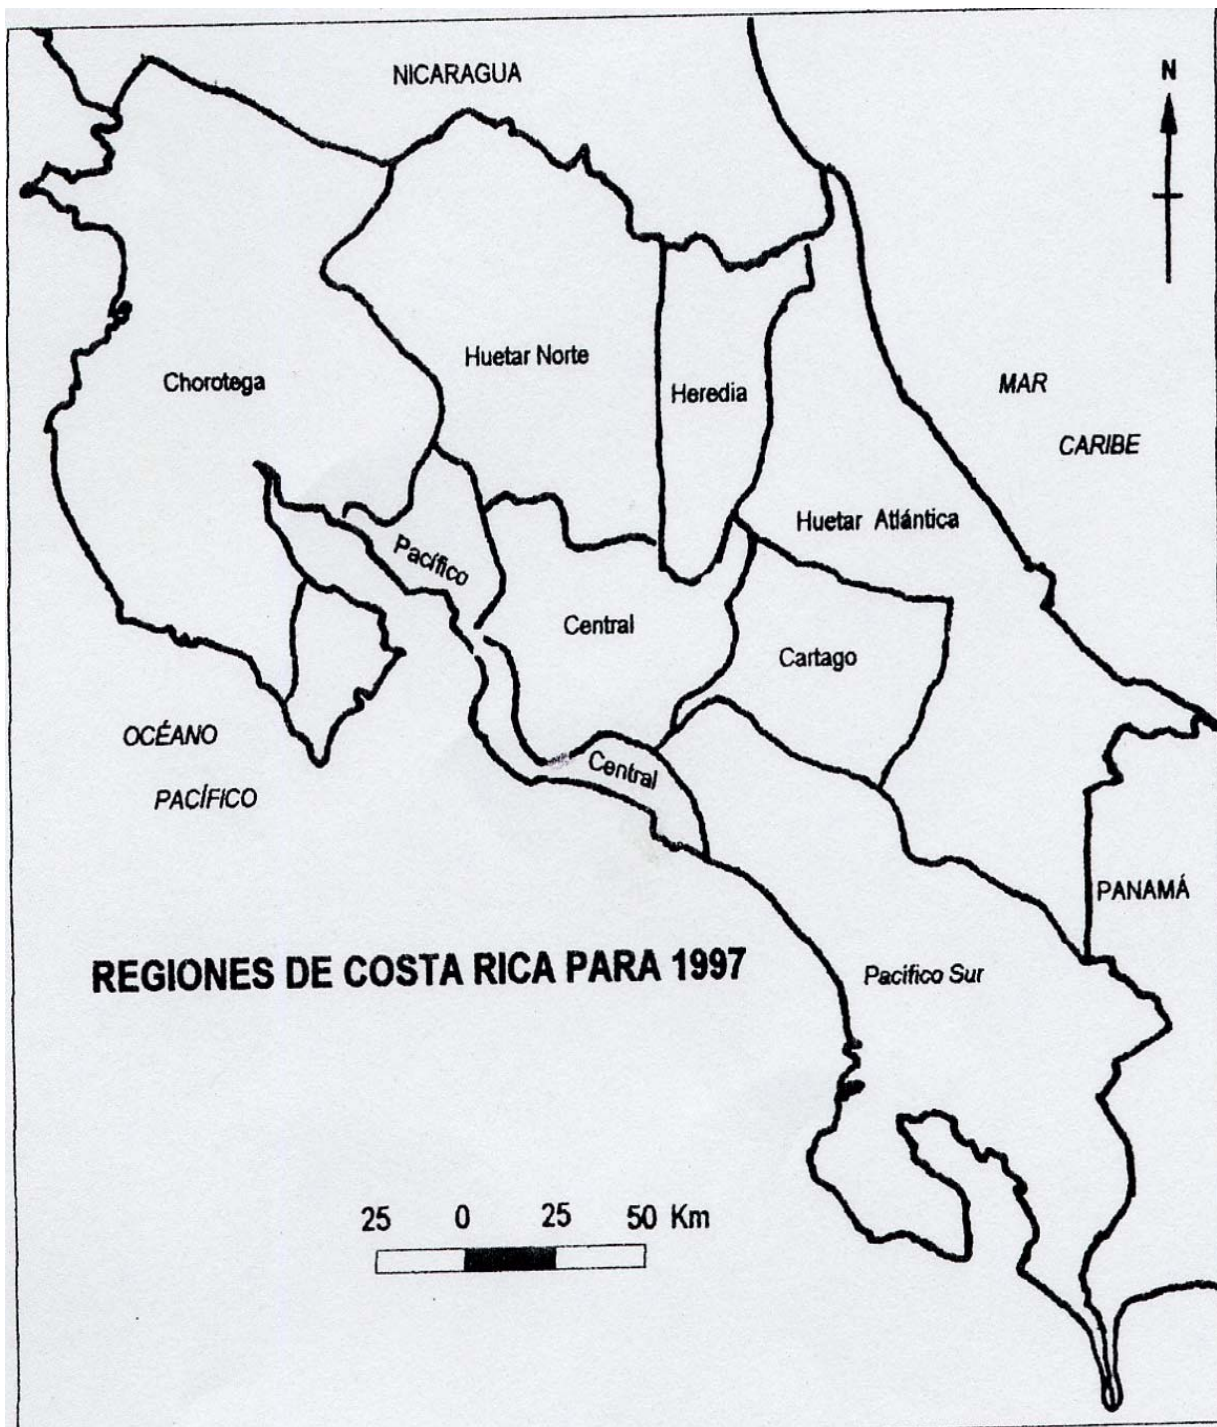 NICARAGUA
N
Chorotega
Huetar Norte
Heredia
MAR
CARIBE
Huetar Atlántica
Pacífico
Central
Cartago
OCÉANO
PACÍFICO
Central
PANAMÁ
REGIONES DE COSTA RICA PARA 1997
Pacifico Sur
25 0 25 50 Km